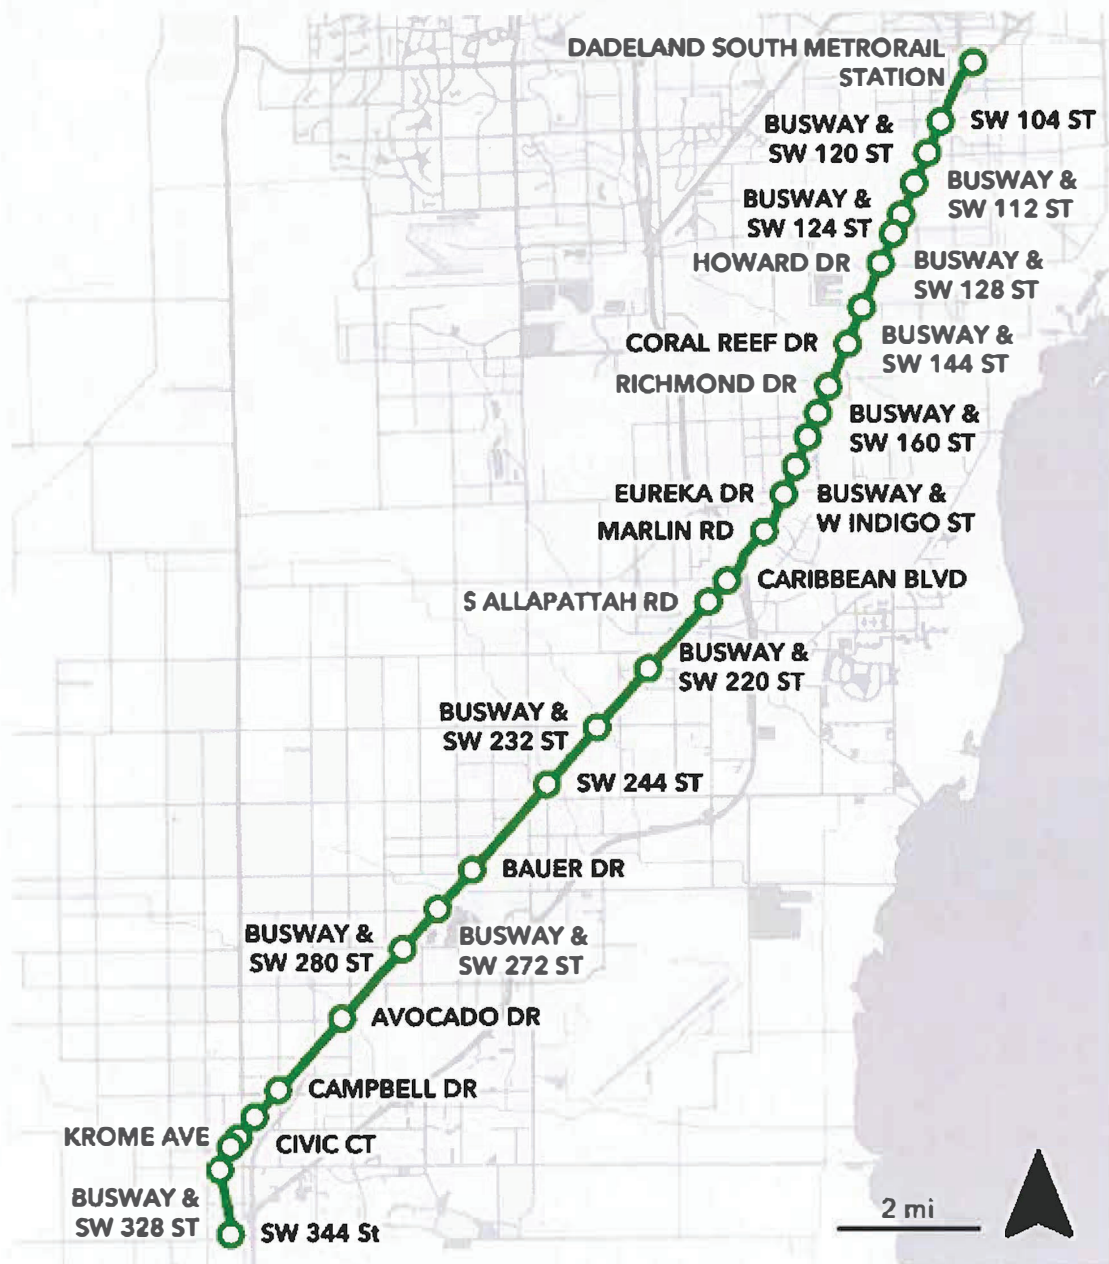 DADELAND SOUTH METRORAIL
STATION
SW 104 ST
BUSWAY &
SW 120 ST
BUSWAY &
SW 112 ST
BUSWAY &
SW 124 ST
HOWARD DR
BUSWAY &
SW 128 ST
CORAL REEF DR
BUSWAY &
SW 144 ST
RICHMOND DR
BUSWAY &
SW 160 ST
EUREKA DR
BUSWAY &
W INDIGO ST
MARLIN RD
CARIBBEAN BLVD
S ALLAPATTAH RD
BUSWAY &
SW 220 ST
BUSWAY &
SW 232 ST
SW 244 ST
BAUER DR
BUSWAY &
SW 280 ST
BUSWAY &
SW 272 ST
AVOCADO DR
CAMPBELL DR
KROME AVE
CIVIC CT
BUSWAY &
SW 328 ST
SW 344 St
2 mi